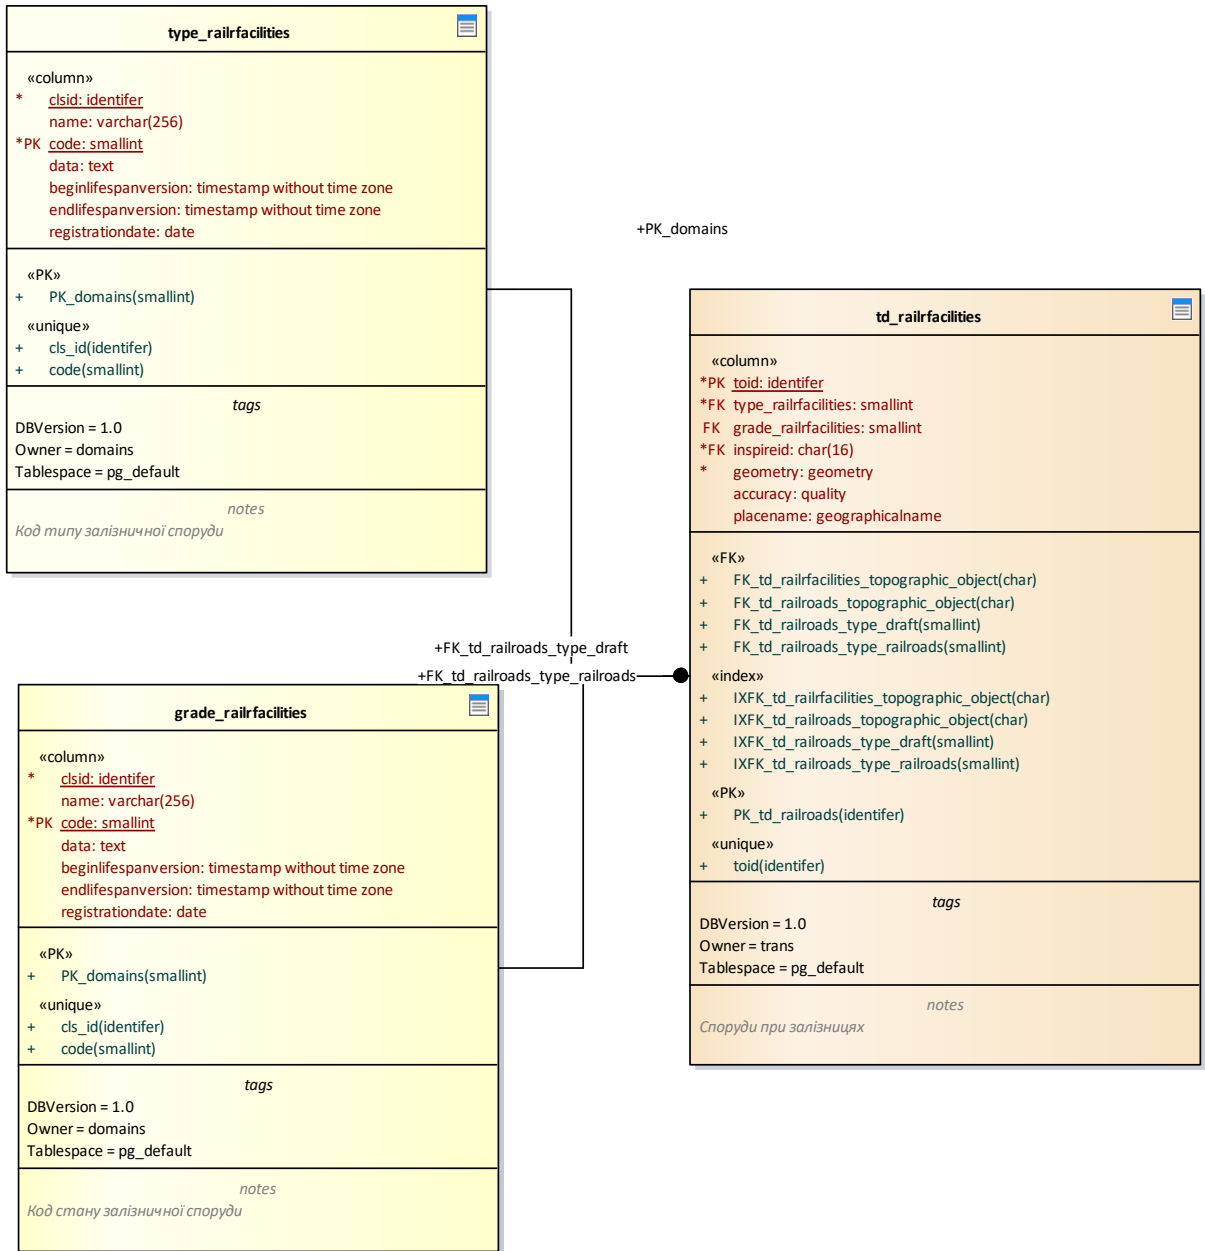 type_railrfacilities
«column»
* clsid: identifer
name: varchar(256)
*PK code: smallint
data: text
beginlifespanversion: timestamp without time zone
endlifespanversion: timestamp without time zone
registrationdate: date
«PK»
+ PK_domains(smallint)
«unique»
+ cls_id(identifer)
+ code(smallint)
tags
DBVersion = 1.0
Owner = domains
Tablespace = pg_default
notes
Код типу залізничної споруди
+PK_domains
+FK_td_railroads_type_draft
+FK_td_railroads_type_railroads
grade_railrfacilities
«column»
* clsid: identifer
name: varchar(256)
*PK code: smallint
data: text
beginlifespanversion: timestamp without time zone
endlifespanversion: timestamp without time zone
registrationdate: date
«PK»
+ PK_domains(smallint)
«unique»
+ cls_id(identifer)
+ code(smallint)
tags
DBVersion = 1.0
Owner = domains
Tablespace = pg_default
notes
Код стану залізничної споруди
td_railrfacilities
«column»
*PK toid: identifer
*FK type_railrfacilities: smallint
FK grade_railrfacilities: smallint
*FK inspireid: char(16)
* geometry: geometry
accuracy: quality
placename: geographicalname
«FK»
+ FK_td_railrfacilities_topographic_object(char)
+ FK_td_railroads_topographic_object(char)
+ FK_td_railroads_type_draft(smallint)
+ FK_td_railroads_type_railroads(smallint)
«index»
+ IXFK_td_railrfacilities_topographic_object(char)
+ IXFK_td_railroads_topographic_object(char)
+ IXFK_td_railroads_type_draft(smallint)
+ IXFK_td_railroads_type_railroads(smallint)
«PK»
+ PK_td_railroads(identifer)
«unique»
+ toid(identifer)
tags
DBVersion = 1.0
Owner = trans
Tablespace = pg_default
notes
Споруди при залізницях